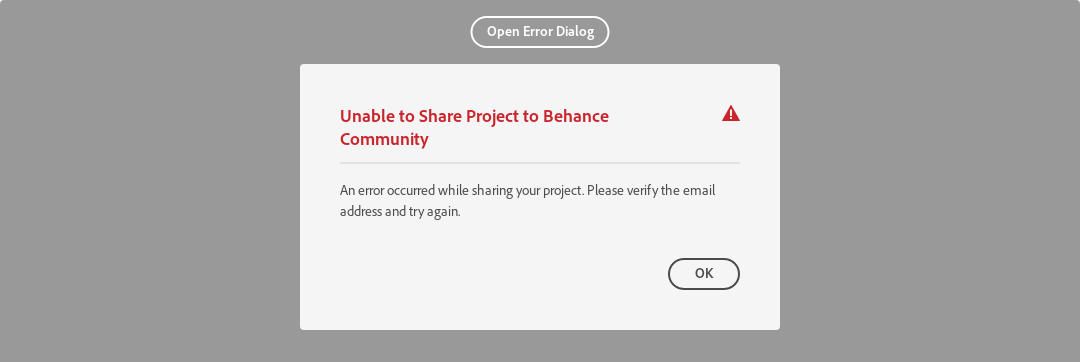 Open Error Dialog
Unable to Share Project to Behance
Community
An error occurred while sharing your project. Please verify the email
address and try again.
OK